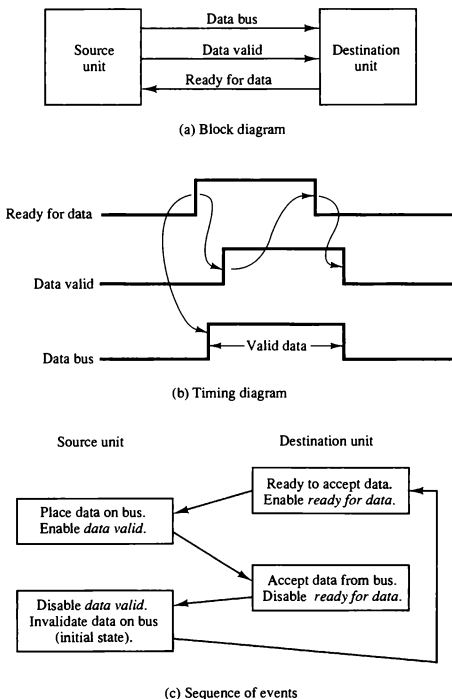 Source
unit
Data bus
Data valid
Ready for data
Destination
unit
(a) Block diagram
Ready for data
Data valid
Data bus
Valid data
(b) Timing diagram
Source unit
Destination unit
Ready to accept data.
Enable ready for data.
Place data on bus.
Enable data valid.
Accept data from bus.
Disable ready for data.
Disable data valid.
Invalidate data on bus
(initial state).
(c) Sequence of events